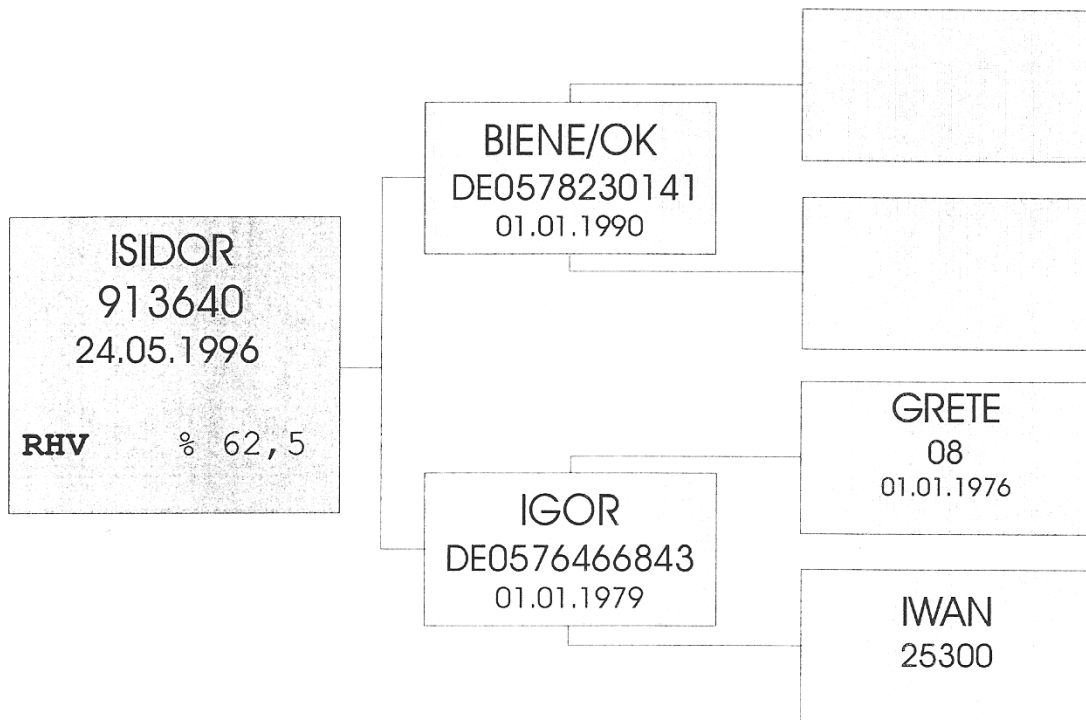 ISIDOR
913640
24.05.1996
RHV % 62,5
BIENE/OK
DE0578230141
01.01.1990
IGOR
DE0576466843
01.01.1979
GRETE
08
01.01.1976
IWAN
25300